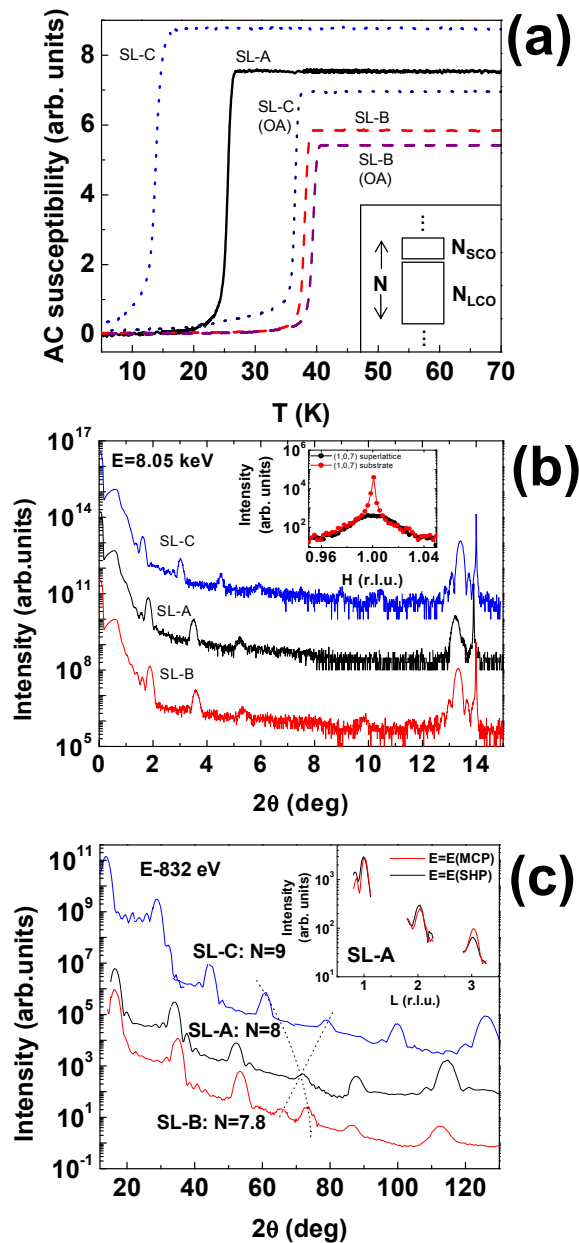 (a)
AC susceptibility (arb. units)
8
6
4
2
0
SL-C
SL-A
SL-C
(OA)
SL-B
SL-B
(OA)
N
N_SCO
N_LCO
10 20 30 40 50 60 70
T (K)
(b)
Intensity (arb.units)
10^17
10^14
10^11
10^8
10^5
E=8.05 keV
SL-C
SL-A
SL-B
Intensity
(arb. units)
10^6
10^4
10^2
(1,0,7) superlattice
(1,0,7) substrate
0.96 1.00 1.04
H (r.l.u.)
0 2 4 6 8 10 12 14
2θ (deg)
(c)
Intensity (arb.units)
10^11
10^9
10^7
10^5
10^3
10^1
10^-1
E-832 eV
SL-C: N=9
SL-A: N=8
SL-B: N=7.8
Intensity
(arb. units)
10^3
10^2
10^1
E=E(MCP)
E=E(SHP)
SL-A
1 2 3
L (r.l.u.)
20 40 60 80 100 120
2θ (deg)